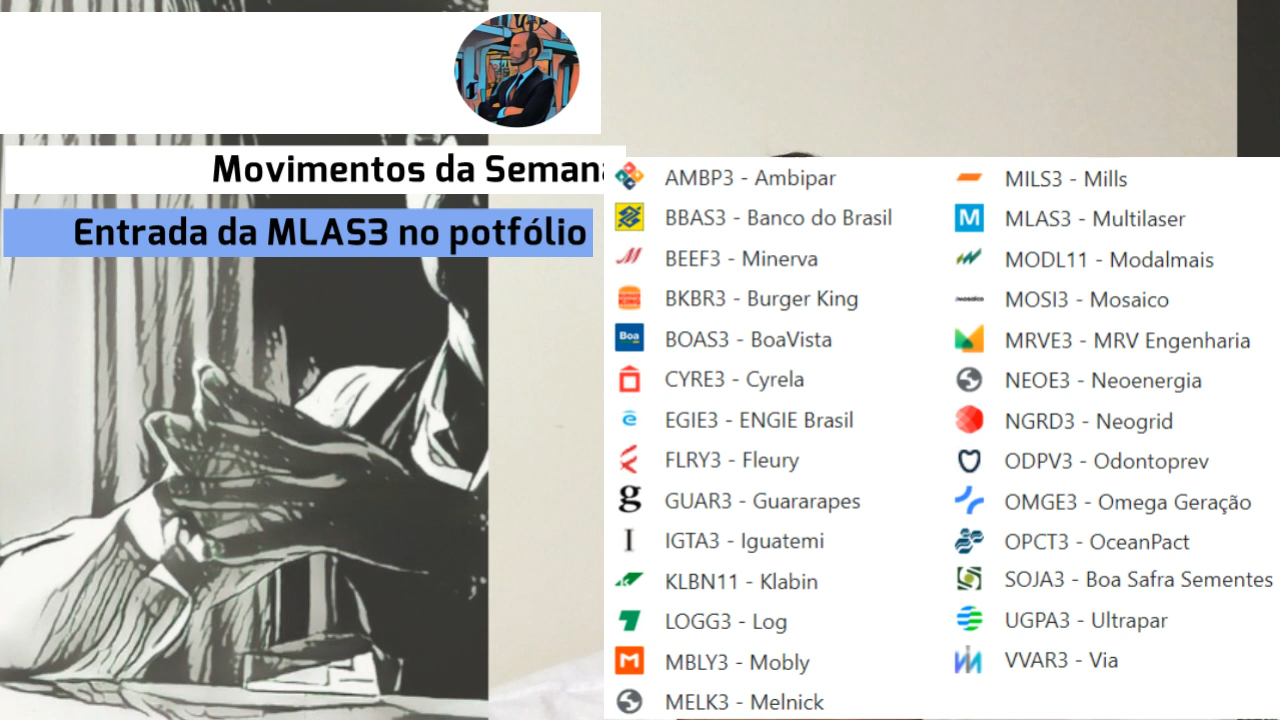 Movimentos da Seman
Entrada da MLAS3 no potfólio
AMBP3 - Ambipar
BBAS3 - Banco do Brasil
BEEF3 - Minerva
BKBR3 - Burger King
BOAS3 - BoaVista
CYRE3 - Cyrela
EGIE3 - ENGIE Brasil
FLRY3 - Fleury
GUAR3 - Guararapes
IGTA3 - Iguatemi
KLBN11 - Klabin
LOGG3 - Log
MBLY3 - Mobly
MELK3 - Melnick
MILS3 - Mills
MLAS3 - Multilaser
MODL11 - Modalmais
MOSI3 - Mosaico
MRVE3 - MRV Engenharia
NEOE3 - Neoenergia
NGRD3 - Neogrid
ODPV3 - Odontoprev
OMGE3 - Omega Geração
OPCT3 - OceanPact
SOJA3 - Boa Safra Sementes
UGPA3 - Ultrapar
VVAR3 - Via